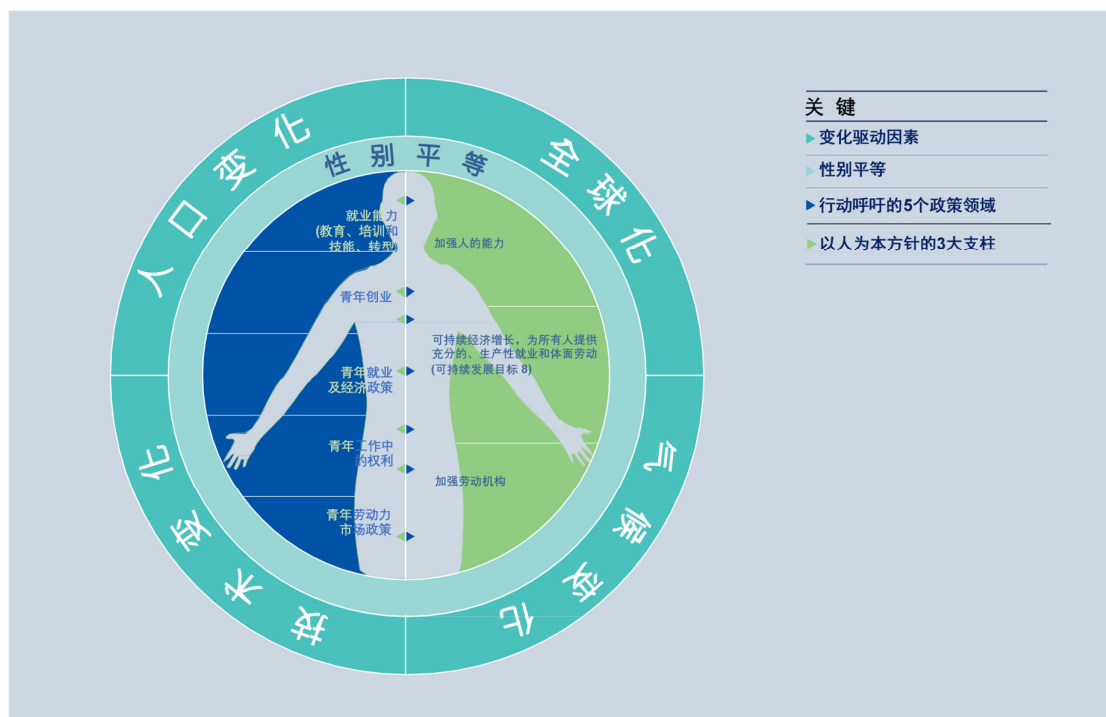 人口变化
全球化
技术变化
气候变化
性别平等
就业能力
(教育、培训和
技能、转型)
青年创业
青年就业
及经济政策
青年工作中
的权利
青年劳动力
市场政策
加强人的能力
可持续经济增长，为所有人提供
充分的、生产性就业和体面劳动
(可持续发展目标 8)
加强劳动机构
关 键
变化驱动因素
性别平等
行动呼吁的5个政策领域
以人为本方针的3大支柱